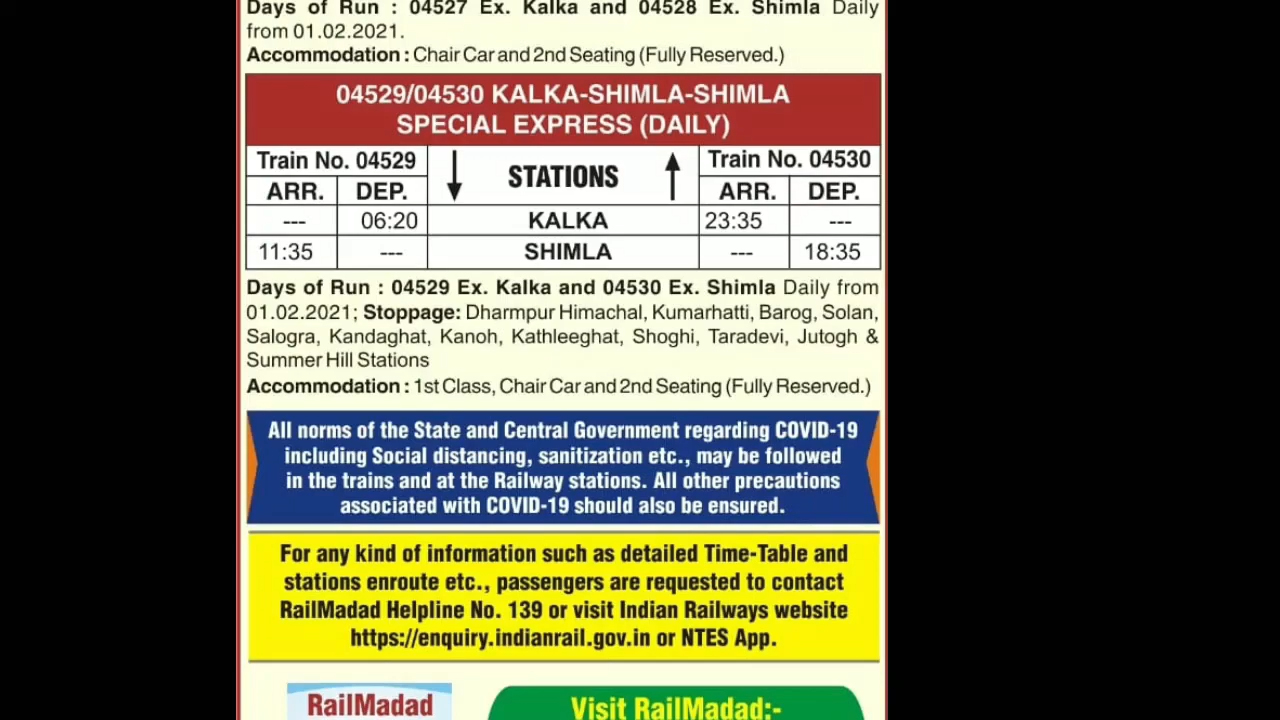 Days of Run : 04527 Ex. Kalka and 04528 Ex. Shimla Daily
from 01.02.2021.
Accommodation : Chair Car and 2nd Seating (Fully Reserved.)
04529/04530 KALKA-SHIMLA-SHIMLA
SPECIAL EXPRESS (DAILY)
Train No. 04529 STATIONS Train No. 04530
ARR. DEP. ARR. DEP.
--- 06:20 KALKA 23:35 ---
11:35 --- SHIMLA --- 18:35
Days of Run : 04529 Ex. Kalka and 04530 Ex. Shimla Daily from
01.02.2021; Stoppage: Dharmpur Himachal, Kumarhatti, Barog, Solan,
Salogra, Kandaghat, Kanoh, Kathleeghat, Shoghi, Taradevi, Jutogh &
Summer Hill Stations
Accommodation : 1st Class, Chair Car and 2nd Seating (Fully Reserved.)
All norms of the State and Central Government regarding COVID-19
including Social distancing, sanitization etc., may be followed
in the trains and at the Railway stations. All other precautions
associated with COVID-19 should also be ensured.
For any kind of information such as detailed Time-Table and
stations enroute etc., passengers are requested to contact
RailMadad Helpline No. 139 or visit Indian Railways website
https://enquiry.indianrail.gov.in or NTES App.
RailMadad
Visit RailMadad:-